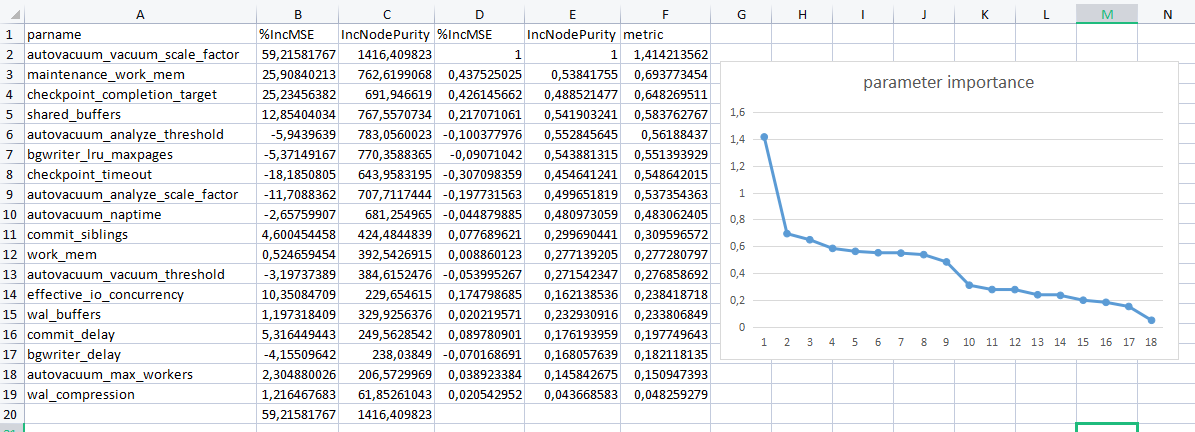 A B C D E F G H I J K L M N
1 parname %IncMSE IncNodePurity %IncMSE IncNodePurity metric
2 autovacuum_vacuum_scale_factor 59,21581767 1416,409823 1 1 1,414213562
3 maintenance_work_mem 25,90840213 762,6199068 0,437525025 0,53841755 0,693773454
4 checkpoint_completion_target 25,23456382 691,946619 0,426145662 0,488521477 0,648269511
5 shared_buffers 12,85404034 767,5570734 0,217071061 0,541903241 0,583762767
6 autovacuum_analyze_threshold -5,9439639 783,0560023 -0,100377976 0,552845645 0,56188437
7 bgwriter_lru_maxpages -5,37149167 770,3588365 -0,09071042 0,543881315 0,551393929
8 checkpoint_timeout -18,1850805 643,9583195 -0,307098359 0,454641241 0,548642015
9 autovacuum_analyze_scale_factor -11,7088362 707,7117444 -0,197731563 0,499651819 0,537354363
10 autovacuum_naptime -2,65759907 681,254965 -0,044879885 0,480973059 0,483062405
11 commit_siblings 4,600454458 424,4844839 0,077689621 0,299690441 0,309596572
12 work_mem 0,524659454 392,5426915 0,008860123 0,277139205 0,277280797
13 autovacuum_vacuum_threshold -3,19737389 384,6152476 -0,053995267 0,271542347 0,276858692
14 effective_io_concurrency 10,35084709 229,654615 0,174798685 0,162138536 0,238418718
15 wal_buffers 1,197318409 329,9256376 0,020219571 0,232930916 0,233806849
16 commit_delay 5,316449443 249,5628542 0,089780901 0,176193959 0,197749643
17 bgwriter_delay -4,15509642 238,03849 -0,070168691 0,168057639 0,182118135
18 autovacuum_max_workers 2,304880026 206,5729969 0,038923384 0,145842675 0,150947393
19 wal_compression 1,216467683 61,85261043 0,020542952 0,043668583 0,048259279
20 59,21581767 1416,409823
parameter importance
1,6
1,4
1,2
1
0,8
0,6
0,4
0,2
0
1 2 3 4 5 6 7 8 9 10 11 12 13 14 15 16 17 18